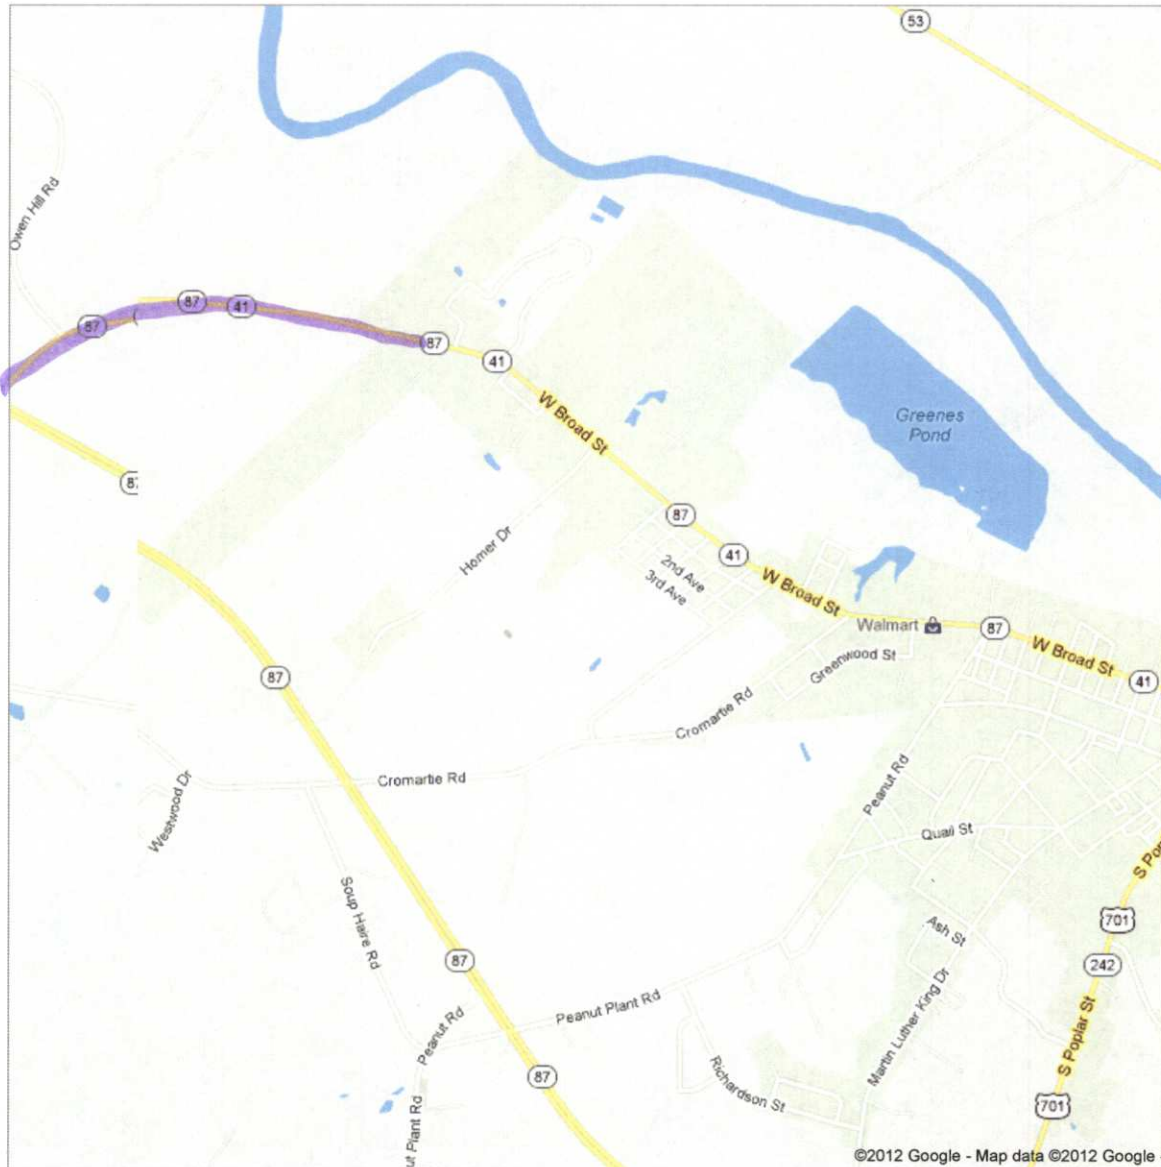 53
Owen Hill Rd
87
41
87
87
41
W Broad St
Greenes
Pond
87
Homer Dr
2nd Ave
3rd Ave
41
W Broad St
Walmart
87
W Broad St
41
Greenwood St
87
Cromartie Rd
Cromartie Rd
Westwood Dr
Peanut Rd
Quail St
S Pop
Soup Haire Rd
701
Ash St
242
87
Peanut Plant Rd
Peanut Rd
Martin Luther King Dr
S Poplar St
87
Richardson St
701
ut Plant Rd
©2012 Google - Map data ©2012 Google -